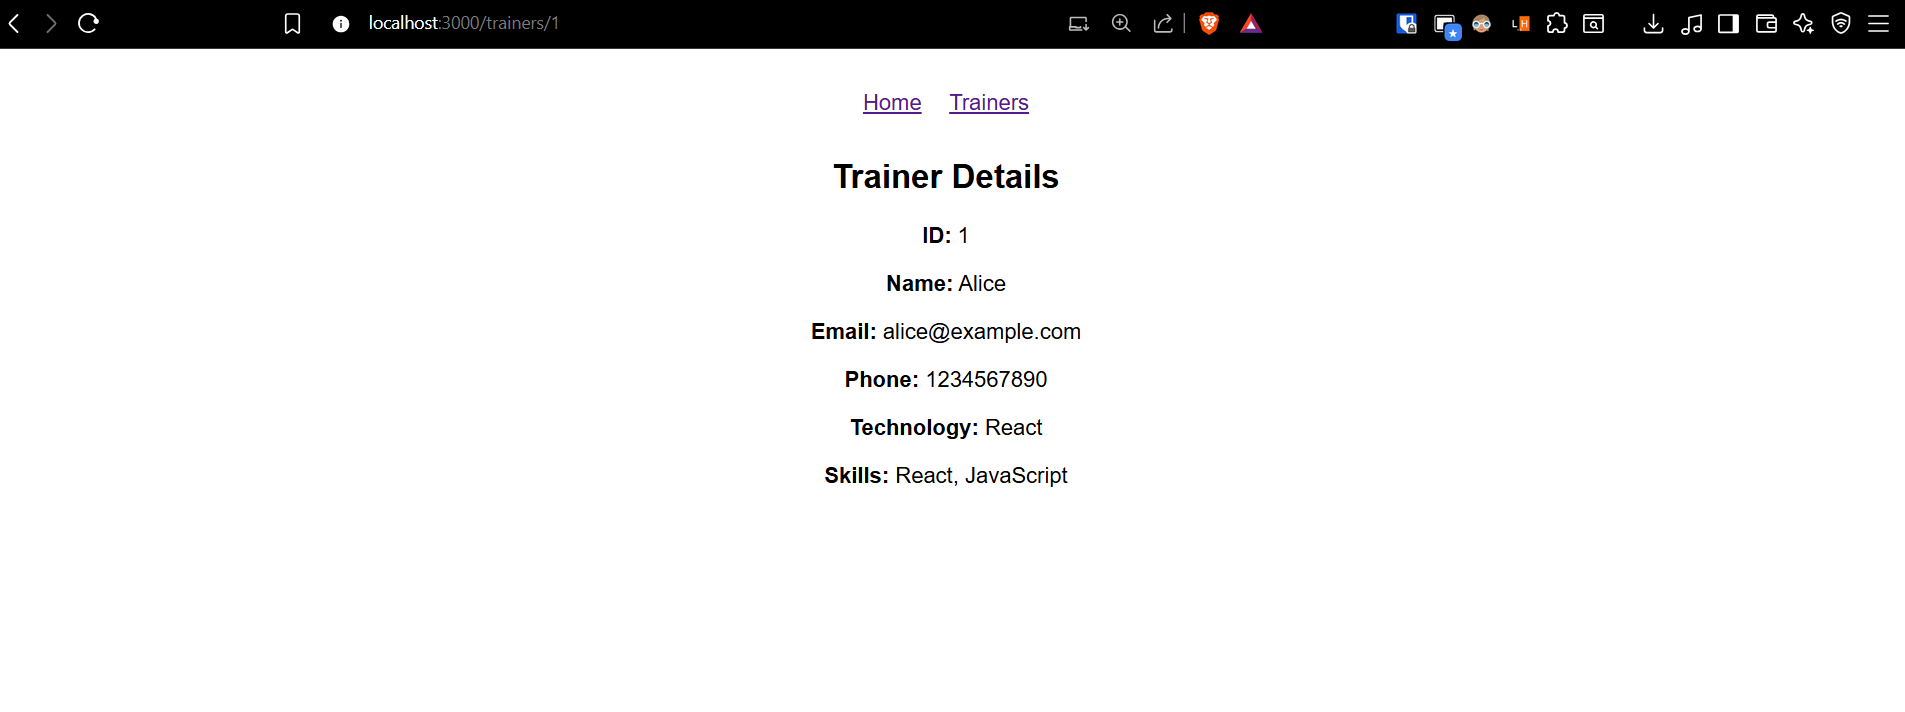 localhost:3000/trainers/1
Home Trainers
Trainer Details
ID: 1
Name: Alice
Email: alice@example.com
Phone: 1234567890
Technology: React
Skills: React, JavaScript